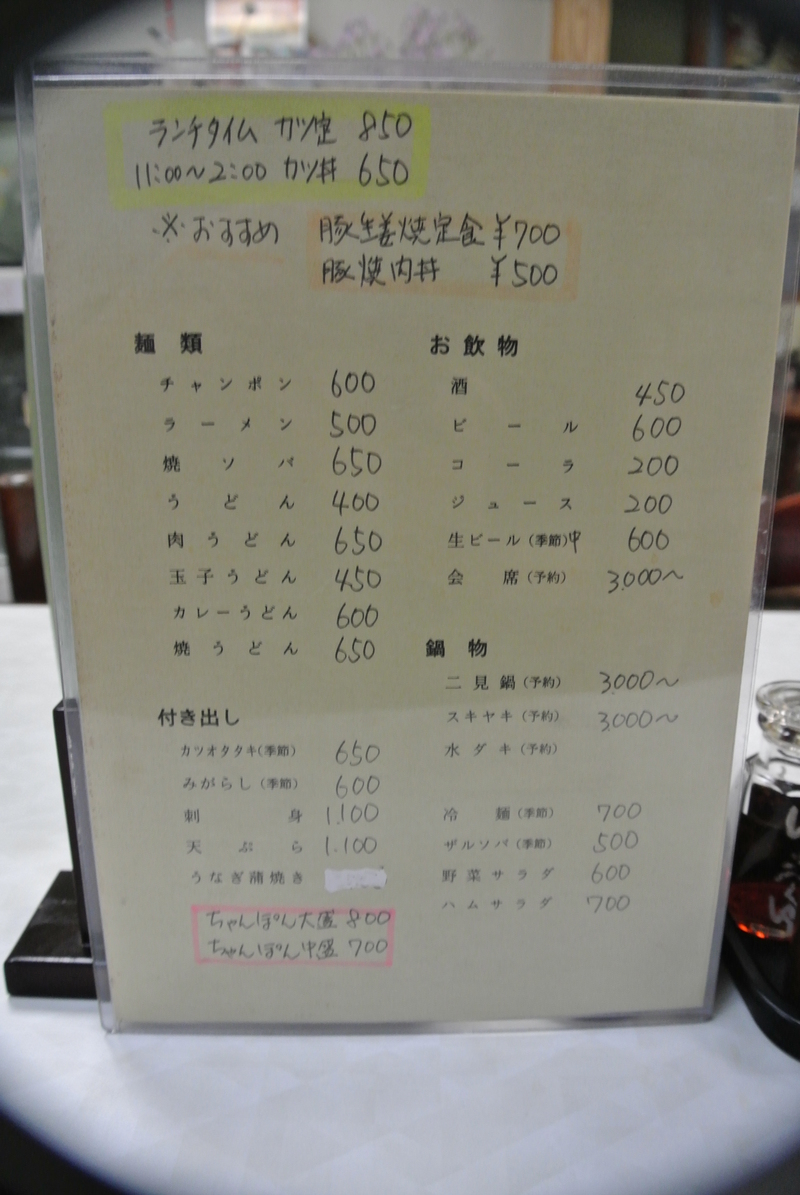 ランチタイム カツ定 850
11:00〜2:00 カツ丼 650
※おすすめ 豚生姜焼定食 ¥700
豚焼肉丼 ¥500
麺類
チャンポン 600
ラーメン 500
焼ソバ 650
うどん 400
肉うどん 650
玉子うどん 450
カレーうどん 600
焼うどん 650
付き出し
カツオタタキ(季節) 650
みがらし(季節) 600
刺身 1.100
天ぷら 1.100
うなぎ蒲焼き
ちゃんぽん大盛 800
ちゃんぽん中盛 700
お飲物
酒 450
ビール 600
コーラ 200
ジュース 200
生ビール(季節)中 600
会席(予約) 3.000〜
鍋物
二見鍋(予約) 3.000〜
スキヤキ(予約) 3.000〜
水ダキ(予約)
冷麺(季節) 700
ザルソバ(季節) 500
野菜サラダ 600
ハムサラダ 700